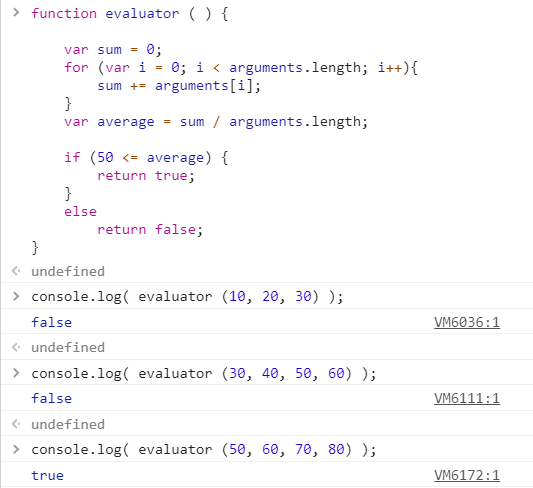 function evaluator ( ) {
var sum = 0;
for (var i = 0; i < arguments.length; i++){
sum += arguments[i];
}
var average = sum / arguments.length;
if (50 <= average) {
return true;
}
else
return false;
}
undefined
console.log( evaluator (10, 20, 30) );
false VM6036:1
undefined
console.log( evaluator (30, 40, 50, 60) );
false VM6111:1
undefined
console.log( evaluator (50, 60, 70, 80) );
true VM6172:1